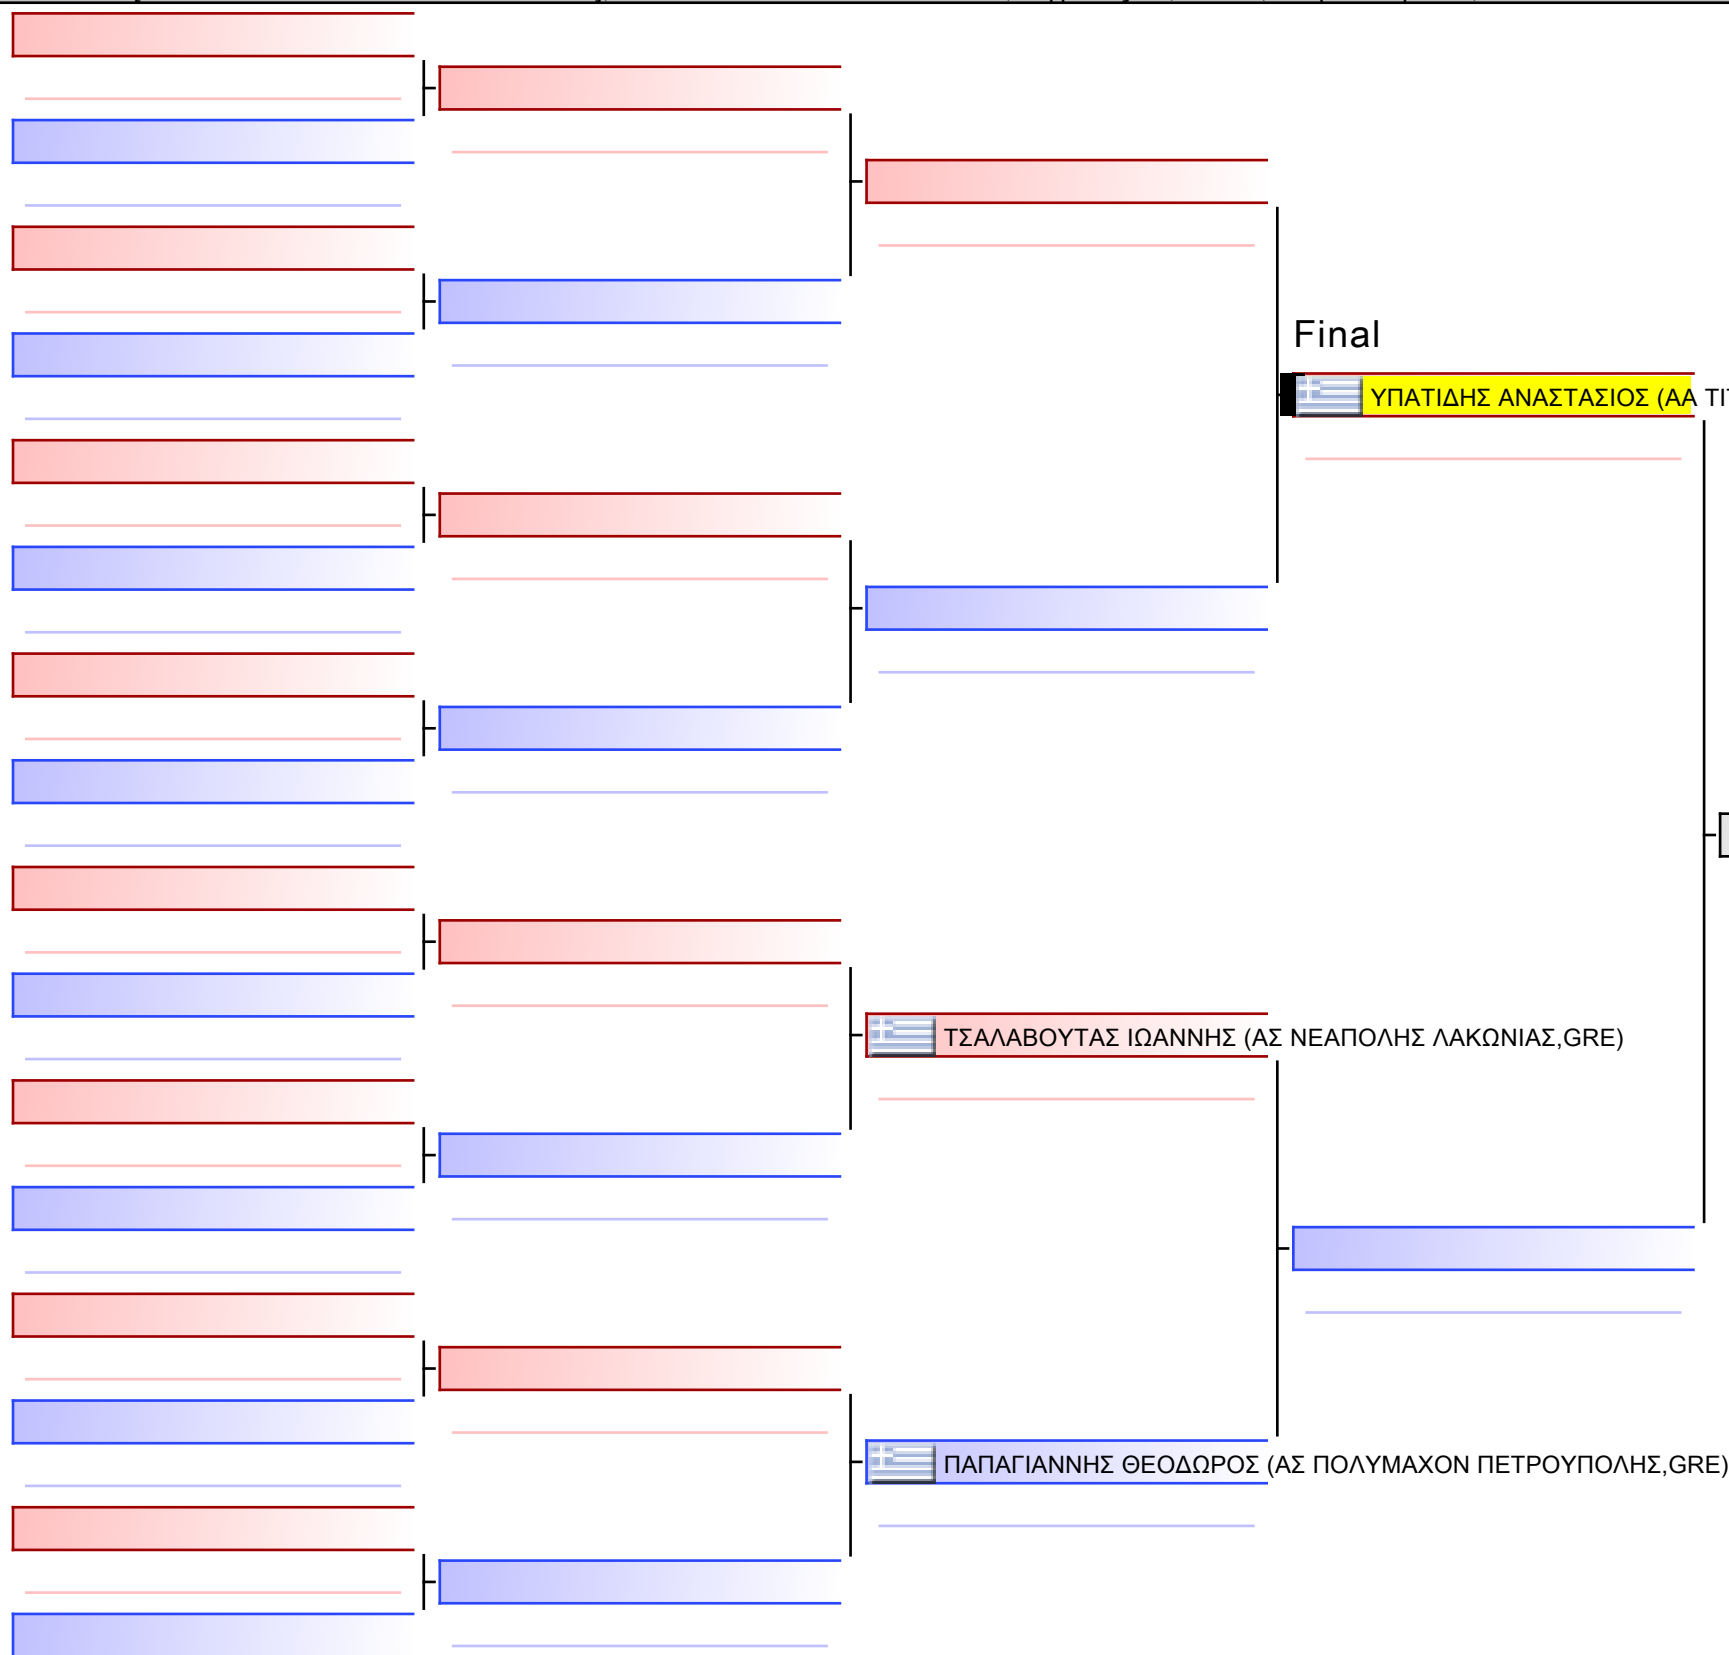 Final
ΥΠΑΤΙΔΗΣ ΑΝΑΣΤΑΣΙΟΣ (ΑΑ
ΤΣΑΛΑΒΟΥΤΑΣ ΙΩΑΝΝΗΣ (ΑΣ ΝΕΑΠΟΛΗΣ ΛΑΚΩΝΙΑΣ,GRE)
ΠΑΠΑΓΙΑΝΝΗΣ ΘΕΟΔΩΡΟΣ (ΑΣ ΠΟΛΥΜΑΧΟΝ ΠΕΤΡΟΥΠΟΛΗΣ,GRE)